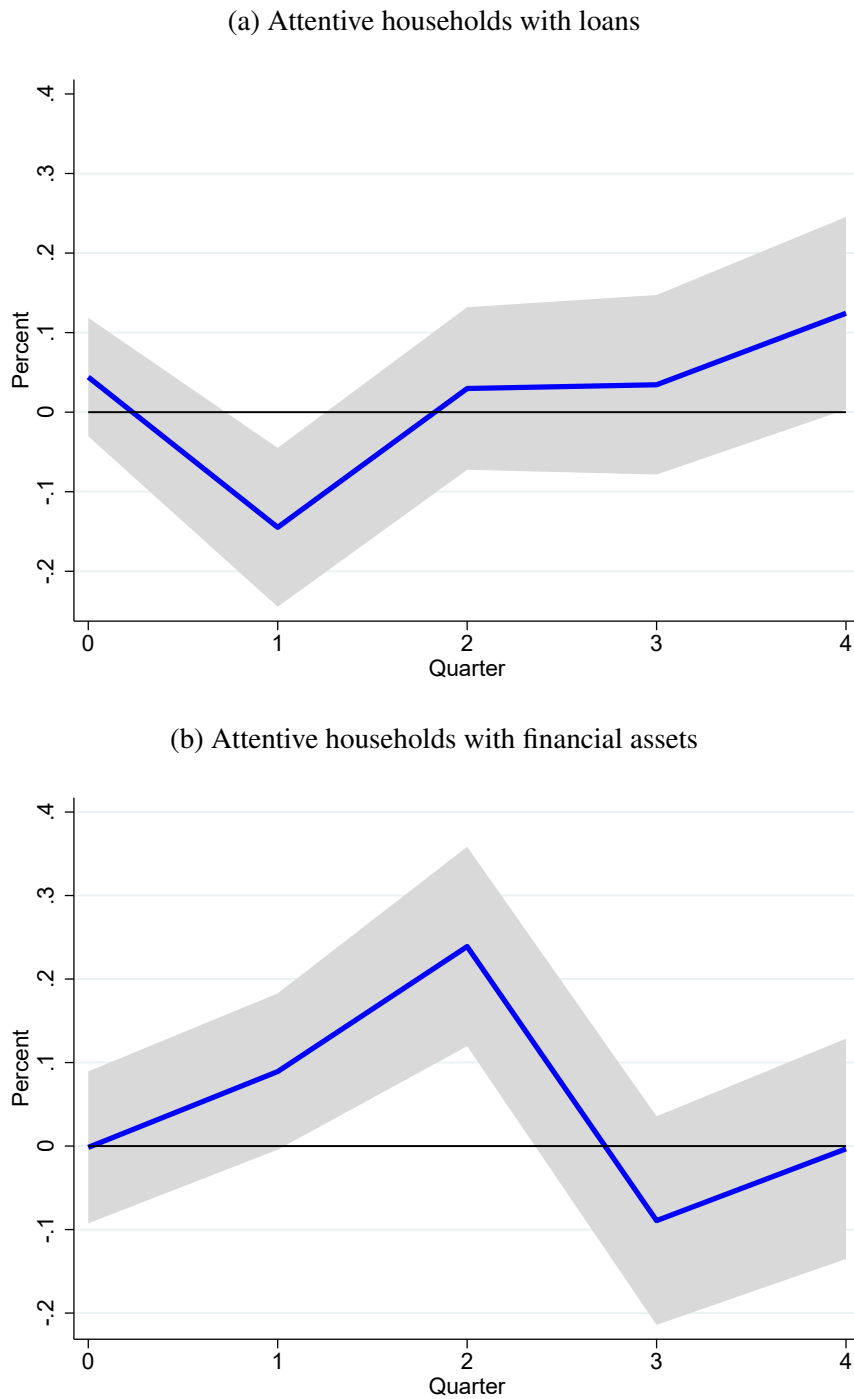 (a) Attentive households with loans
.4
.3
.2
.1
0
-.1
-.2
Percent
0 1 2 3 4
Quarter
(b) Attentive households with financial assets
.4
.3
.2
.1
0
-.1
-.2
Percent
0 1 2 3 4
Quarter